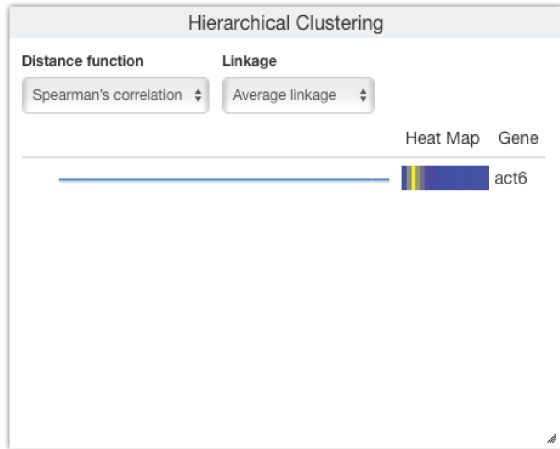 Hierarchical Clustering
Distance function Linkage
Spearman's correlation Average linkage
Heat Map Gene
act6